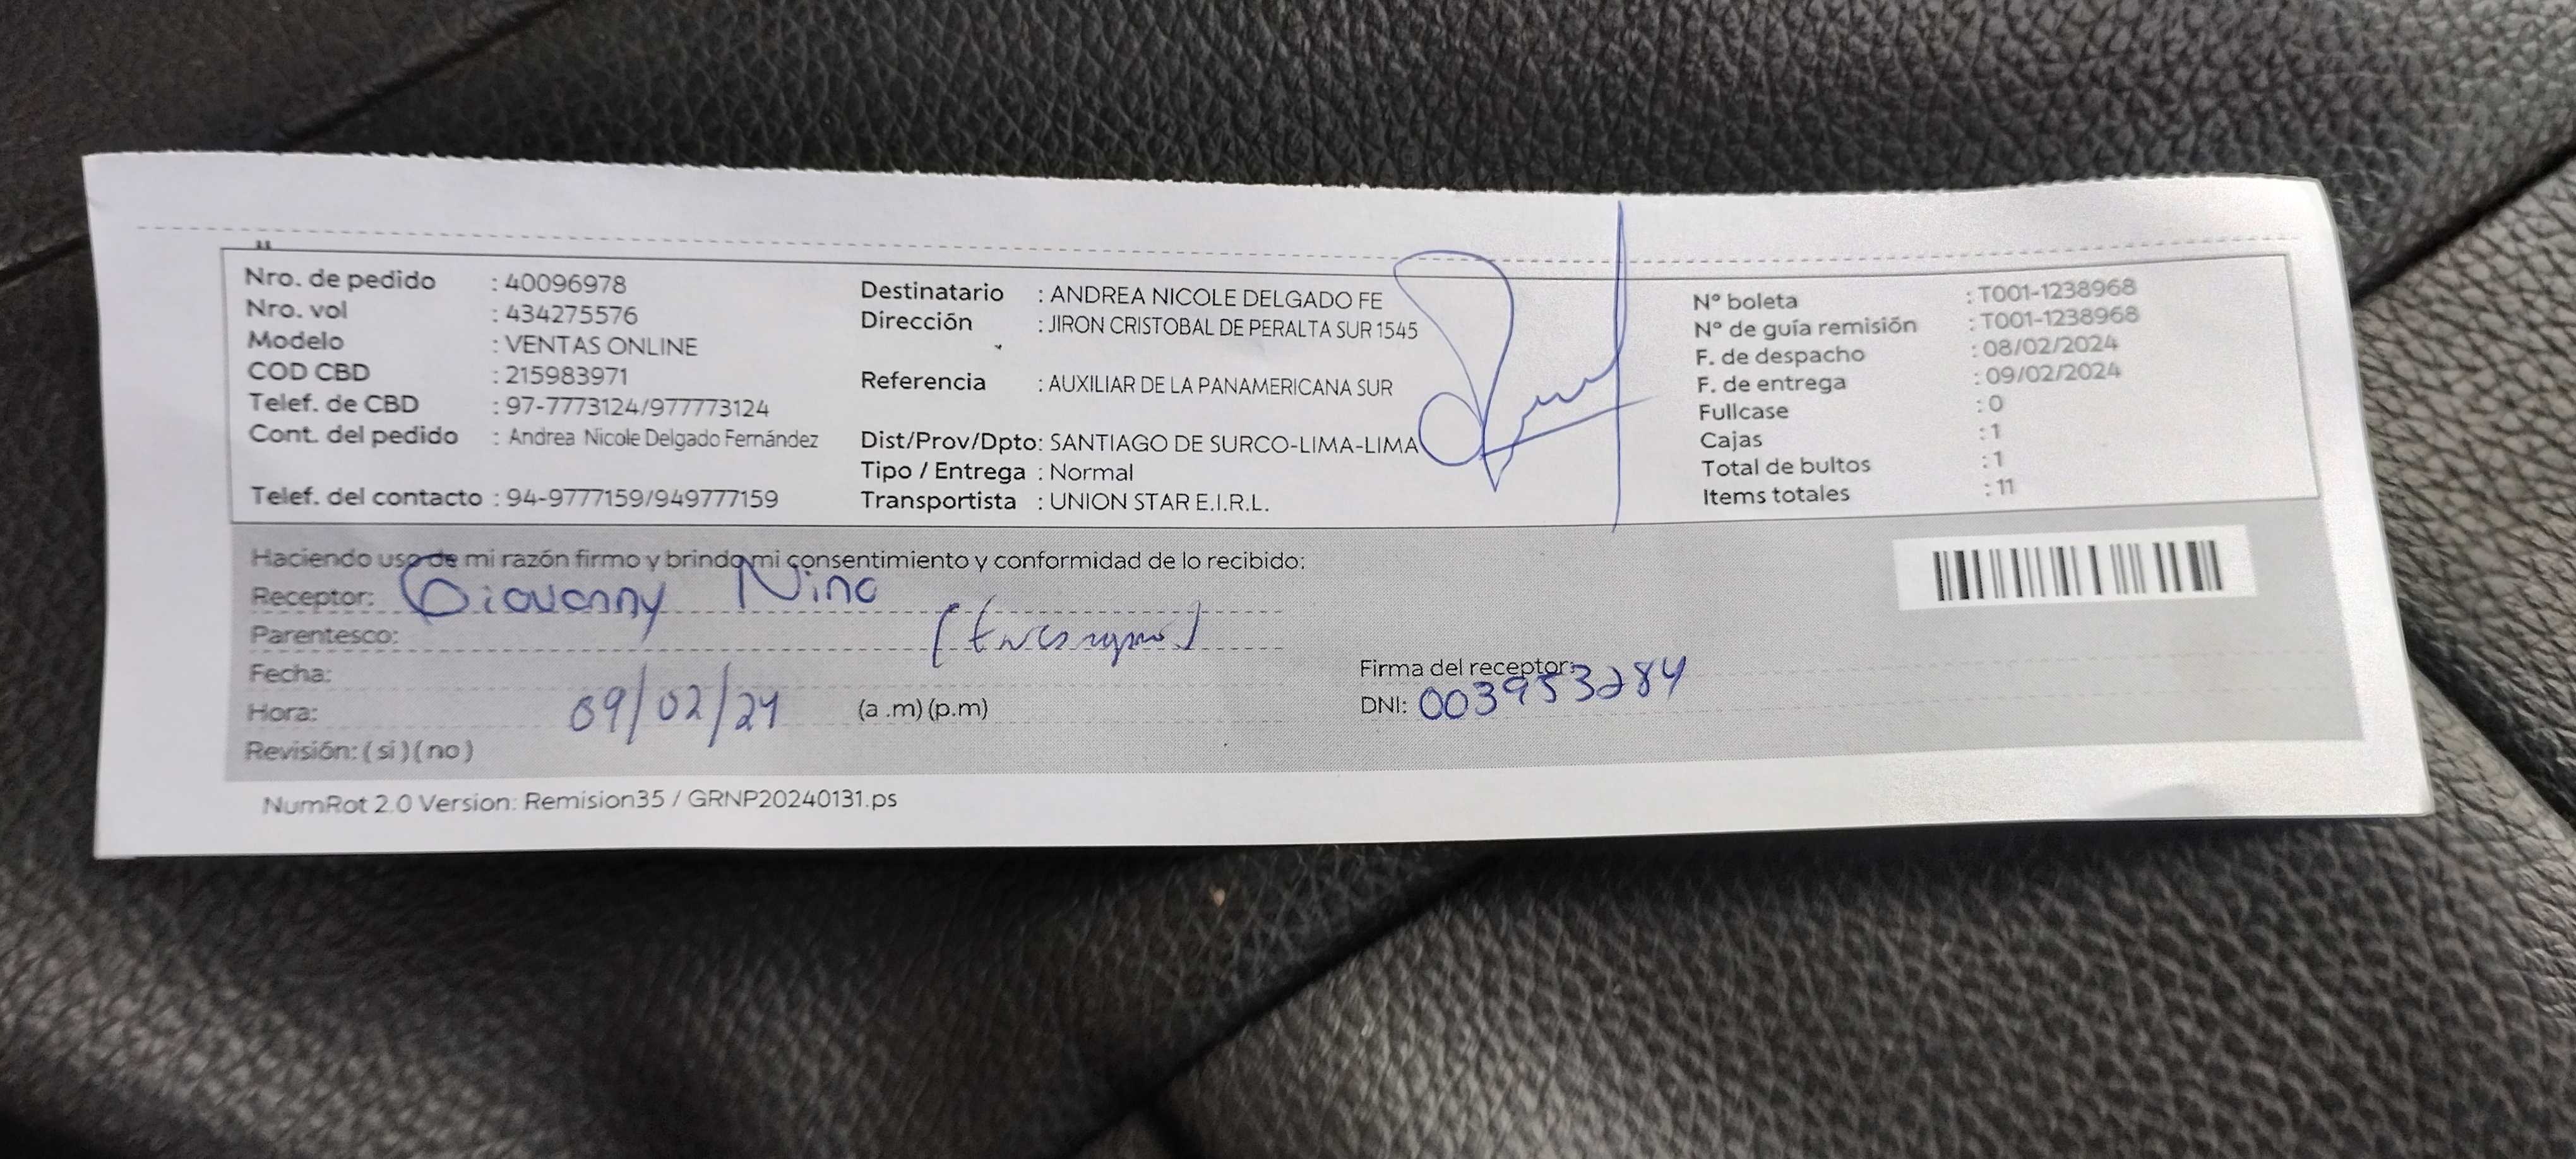 Nro. de pedido : 40096978
Nro. vol : 434275576
Modelo : VENTAS ONLINE
COD CBD : 215983971
Telef. de CBD : 97-7773124/977773124
Cont. del pedido : Andrea Nicole Delgado Fernández
Telef. del contacto : 94-9777159/949777159
Destinatario : ANDREA NICOLE DELGADO FE
Dirección : JIRON CRISTOBAL DE PERALTA SUR 1545
Referencia : AUXILIAR DE LA PANAMERICANA SUR
Dist/Prov/Dpto: SANTIAGO DE SURCO-LIMA-LIMA
Tipo / Entrega : Normal
Transportista : UNION STAR E.I.R.L.
N° boleta : T001-1238968
N° de guía remisión : T001-1238968
F. de despacho : 08/02/2024
F. de entrega : 09/02/2024
Fullcase : 0
Cajas : 1
Total de bultos : 1
Items totales : 11
Haciendo uso de mi razón firmo y brindo mi consentimiento y conformidad de lo recibido:
Receptor: Giovanny Nino
Parentesco:
Fecha:
Hora: 09/02/24 (a .m) (p.m)
Revisión: ( si ) ( no )
Firma del receptor:
DNI: 003953284
NumRot 2.0 Version: Remision35 / GRNP20240131.ps